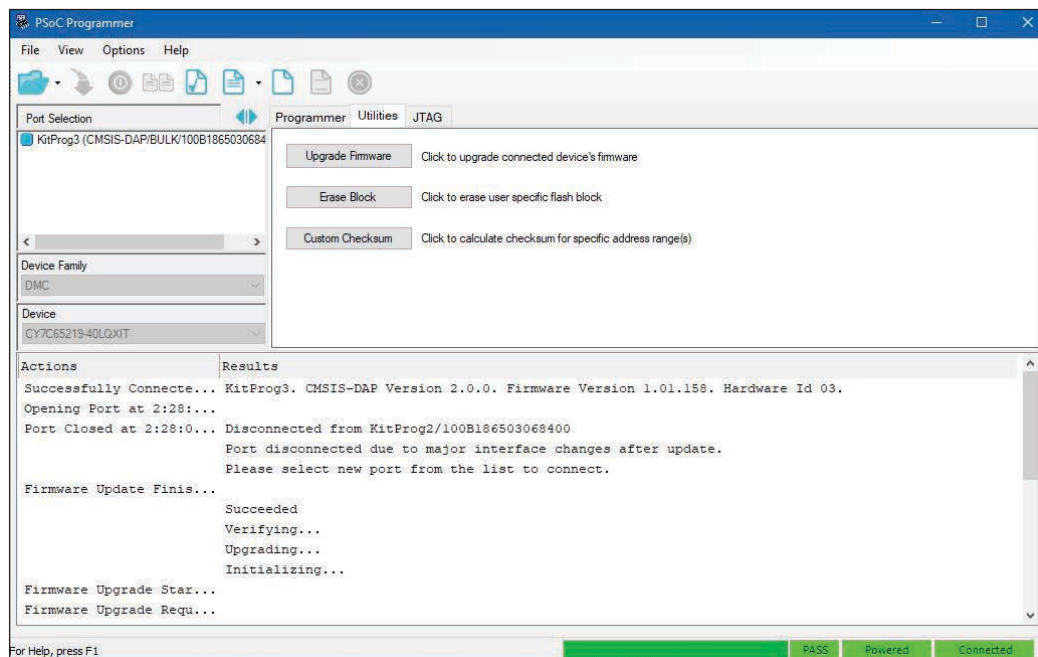 PSoC Programmer
File View Options Help
Port Selection
KitProg3 (CMSIS-DAP/BULK/100B1865030684
Device Family
DMC
Device
CY7C65219-40LQXIT
Programmer Utilities JTAG
Upgrade Firmware Click to upgrade connected device's firmware
Erase Block Click to erase user specific flash block
Custom Checksum Click to calculate checksum for specific address range(s)
Actions Results
Successfully Connecte... KitProg3. CMSIS-DAP Version 2.0.0. Firmware Version 1.01.158. Hardware Id 03.
Opening Port at 2:28:...
Port Closed at 2:28:0... Disconnected from KitProg2/100B186503068400
Port disconnected due to major interface changes after update.
Please select new port from the list to connect.
Firmware Update Finis...
Succeeded
Verifying...
Upgrading...
Initializing...
Firmware Upgrade Star...
Firmware Upgrade Requ...
For Help, press F1 PASS Powered Connected